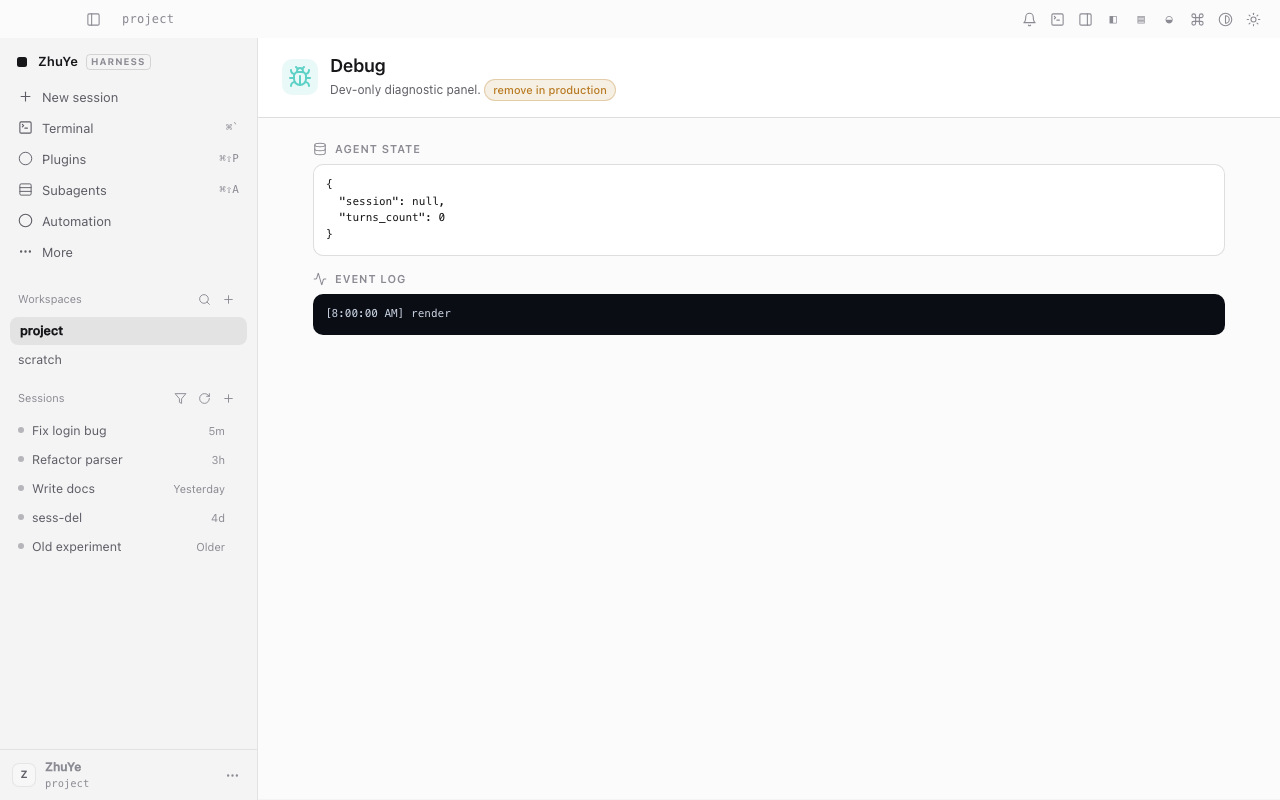 project
ZhuYe HARNESS
New session
Terminal ⌘`
Plugins ⌘⇧P
Subagents ⌘⇧A
Automation
More
Workspaces
project
scratch
Sessions
Fix login bug 5m
Refactor parser 3h
Write docs Yesterday
sess-del 4d
Old experiment Older
Z ZhuYe
project
Debug
Dev-only diagnostic panel. remove in production
AGENT STATE
{
"session": null,
"turns_count": 0
}
EVENT LOG
[8:00:00 AM] render